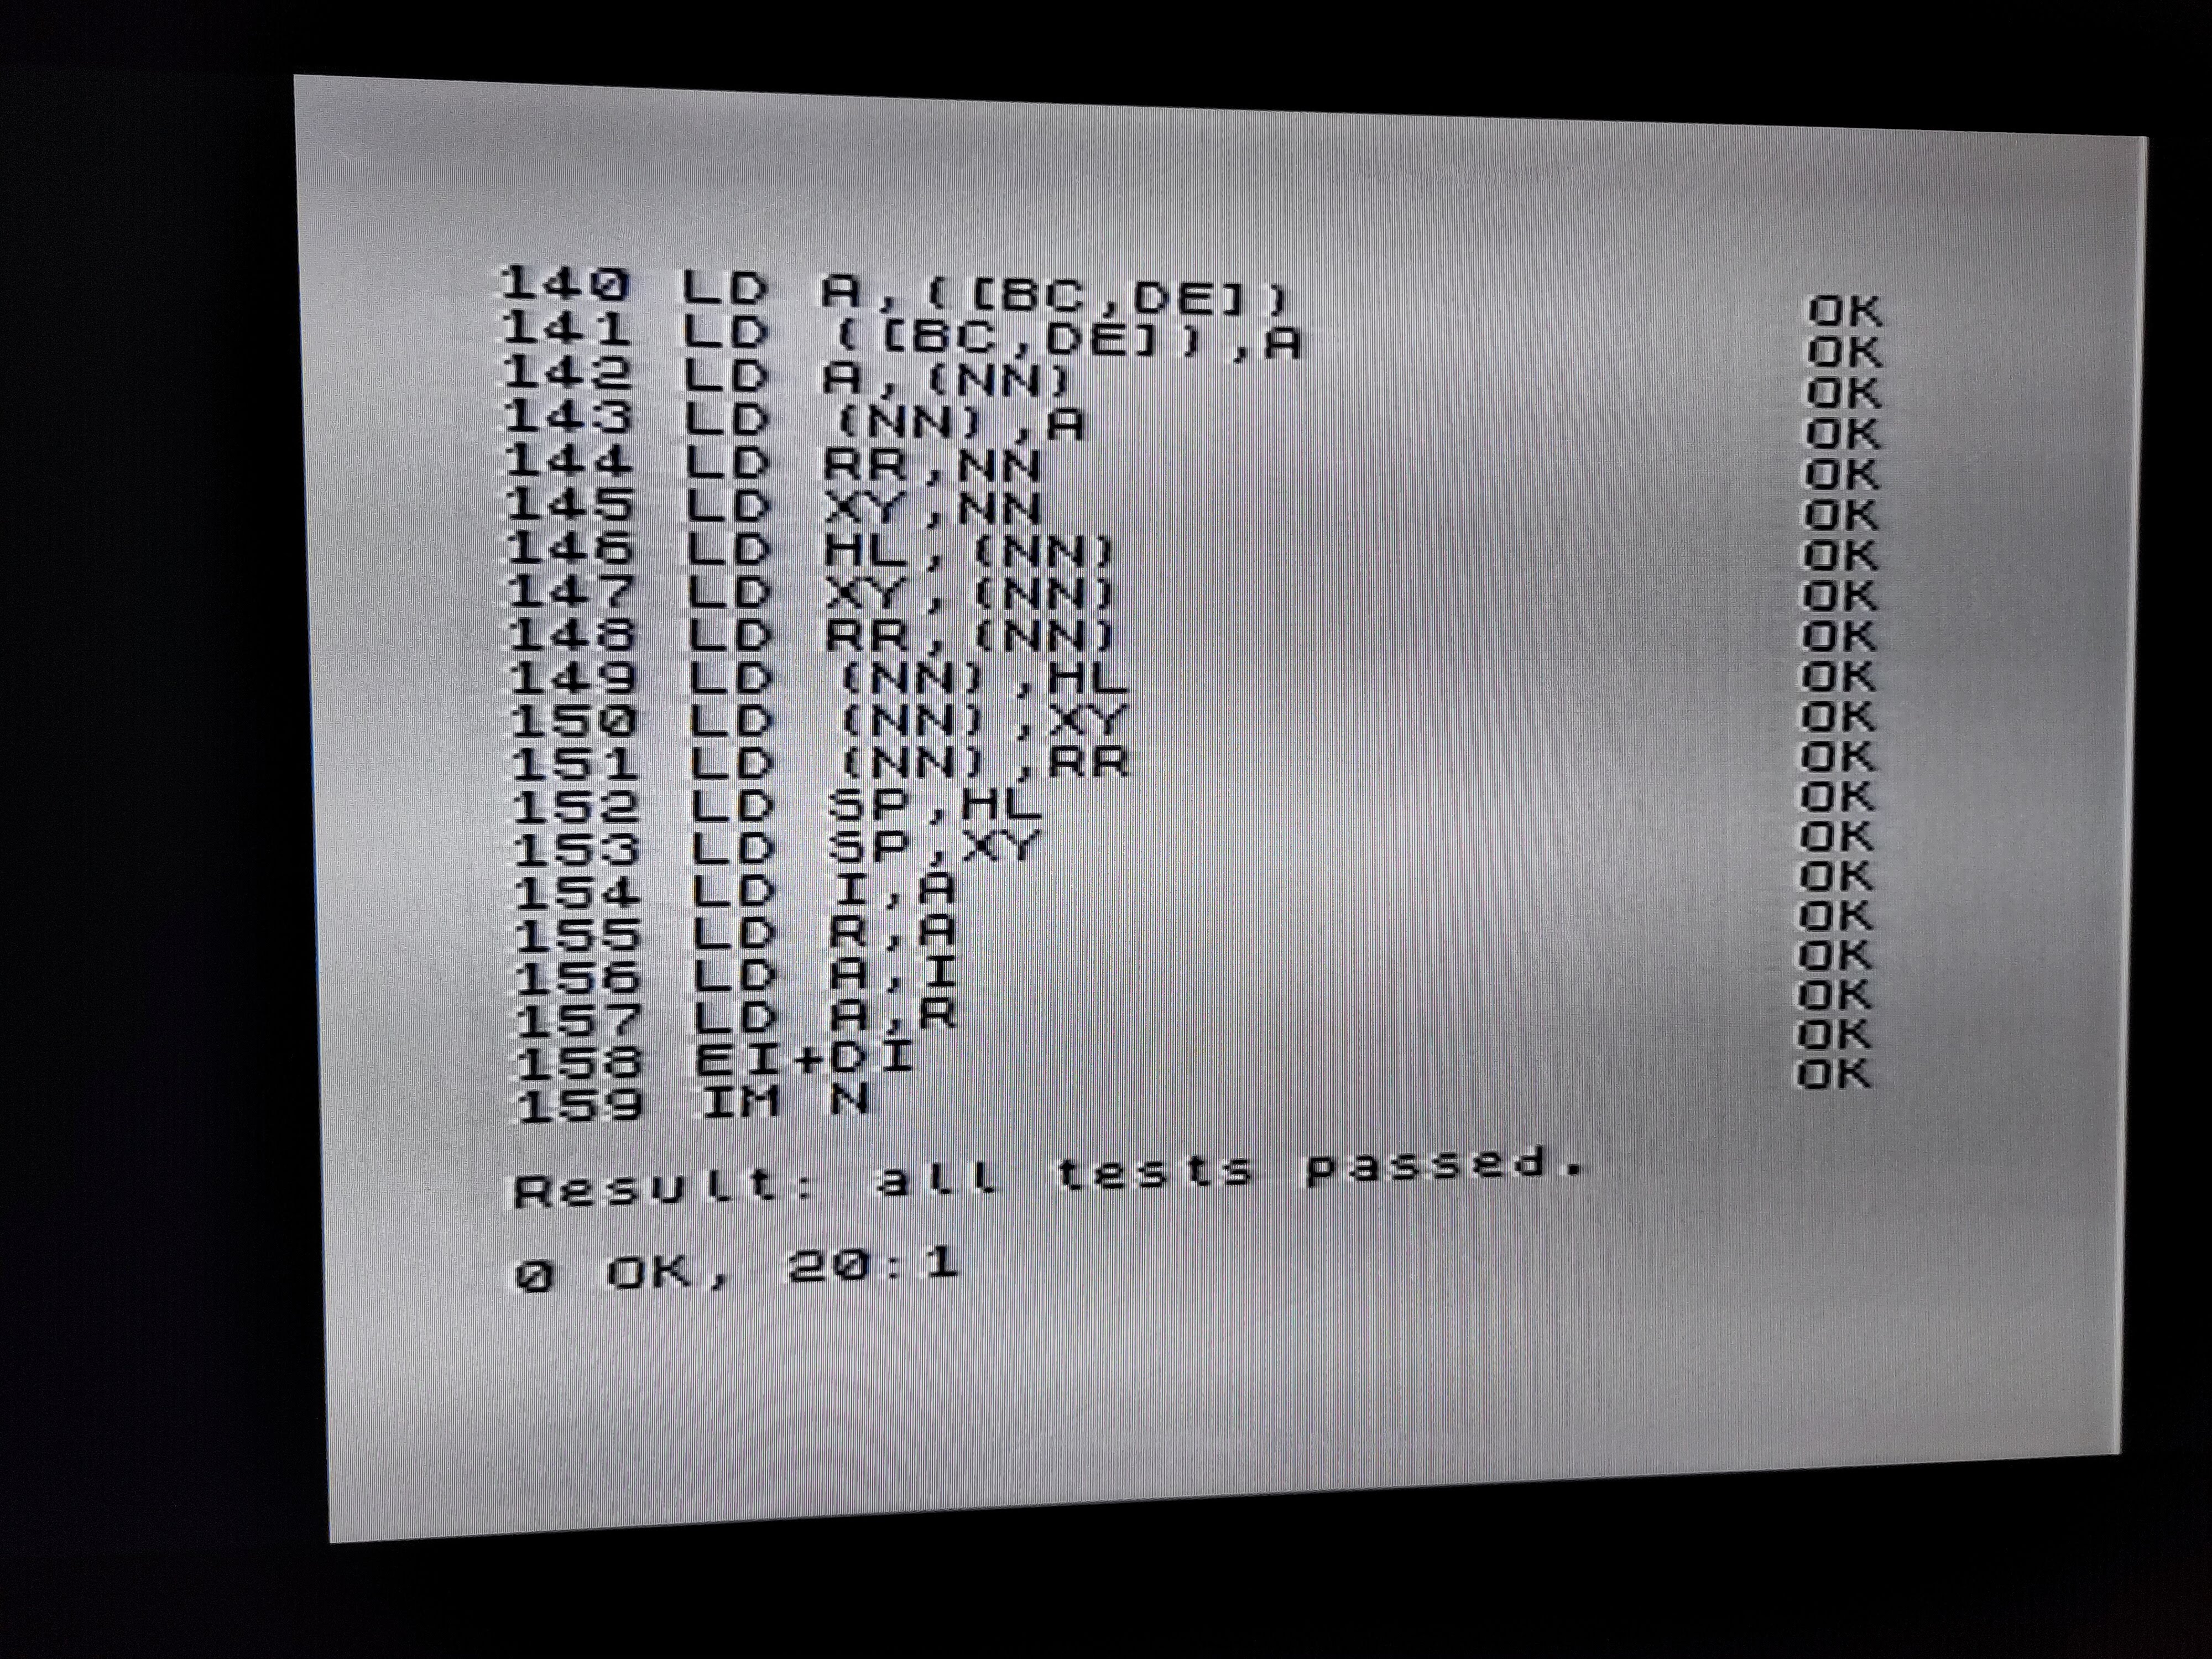 140 LD A,([BC,DE]) OK
141 LD ([BC,DE]),A OK
142 LD A,(NN) OK
143 LD (NN),A OK
144 LD RR,NN OK
145 LD XY,NN OK
146 LD HL,(NN) OK
147 LD XY,(NN) OK
148 LD RR,(NN) OK
149 LD (NN),HL OK
150 LD (NN),XY OK
151 LD (NN),RR OK
152 LD SP,HL OK
153 LD SP,XY OK
154 LD I,A OK
155 LD R,A OK
156 LD A,I OK
157 LD A,R OK
158 EI+DI OK
159 IM N OK
Result: all tests passed.
0 OK, 20:1